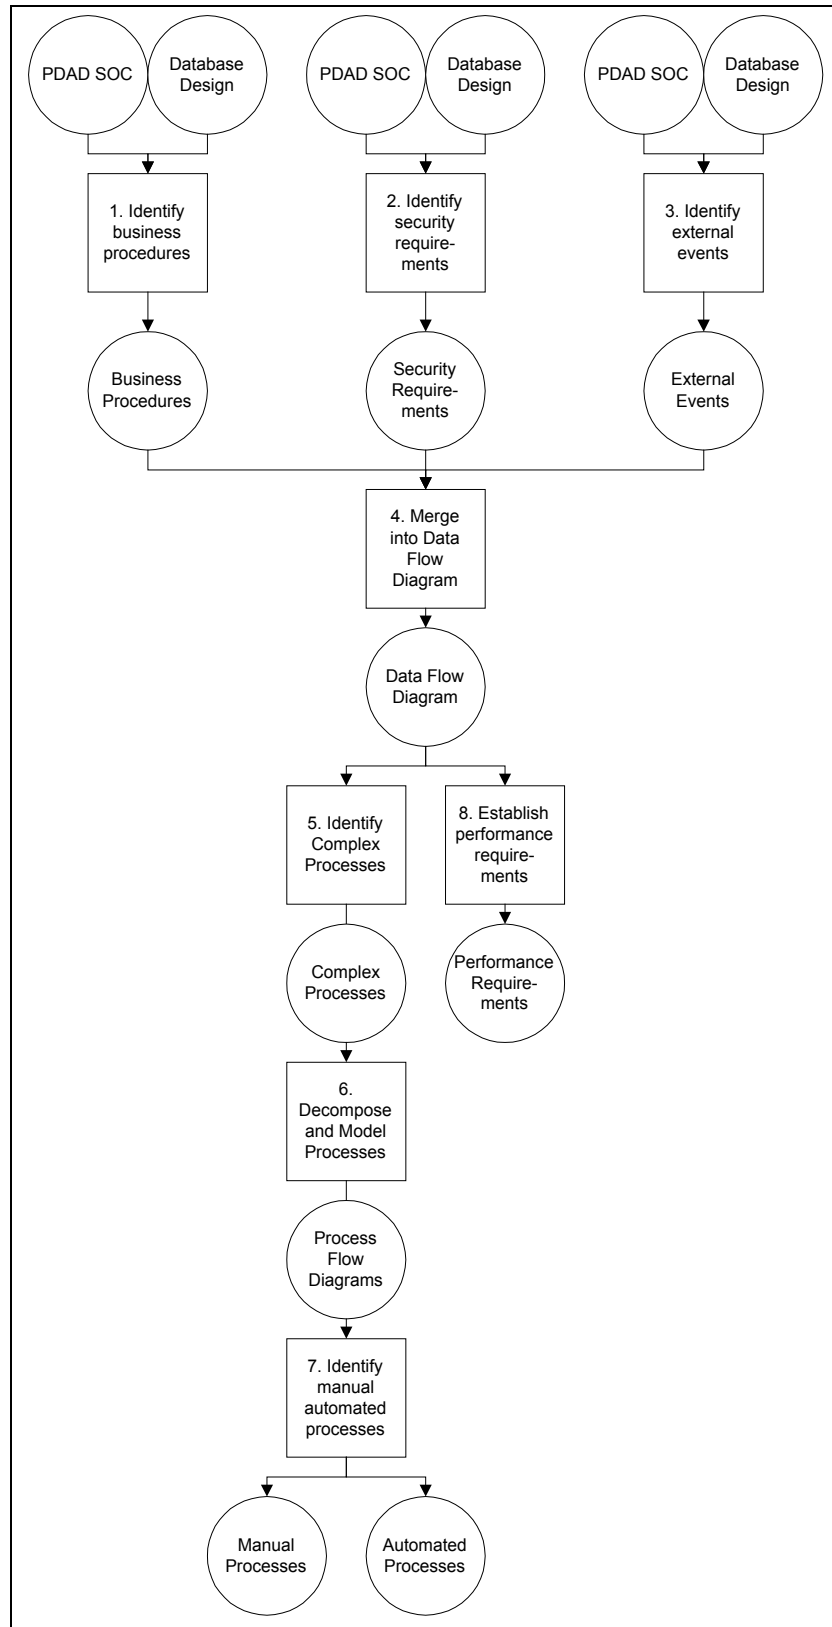 PDAD SOC
Database
Design
PDAD SOC
Database
Design
PDAD SOC
Database
Design
1. Identify
business
procedures
2. Identify
security
require-
ments
3. Identify
external
events
Business
Procedures
Security
Require-
ments
External
Events
4. Merge
into Data
Flow
Diagram
Data Flow
Diagram
5. Identify
Complex
Processes
8. Establish
performance
require-
ments
Complex
Processes
Performance
Require-
ments
6.
Decompose
and Model
Processes
Process
Flow
Diagrams
7. Identify
manual
automated
processes
Manual
Processes
Automated
Processes